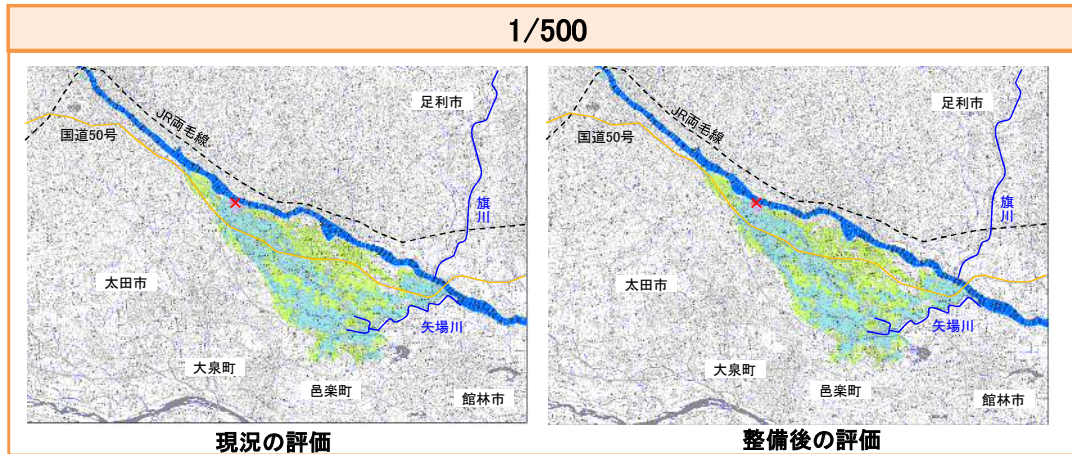 1/500
足利市
JR両毛線
国道50号
旗川
太田市
矢場川
大泉町
邑楽町
館林市
現況の評価
足利市
JR両毛線
国道50号
旗川
太田市
矢場川
大泉町
邑楽町
館林市
整備後の評価